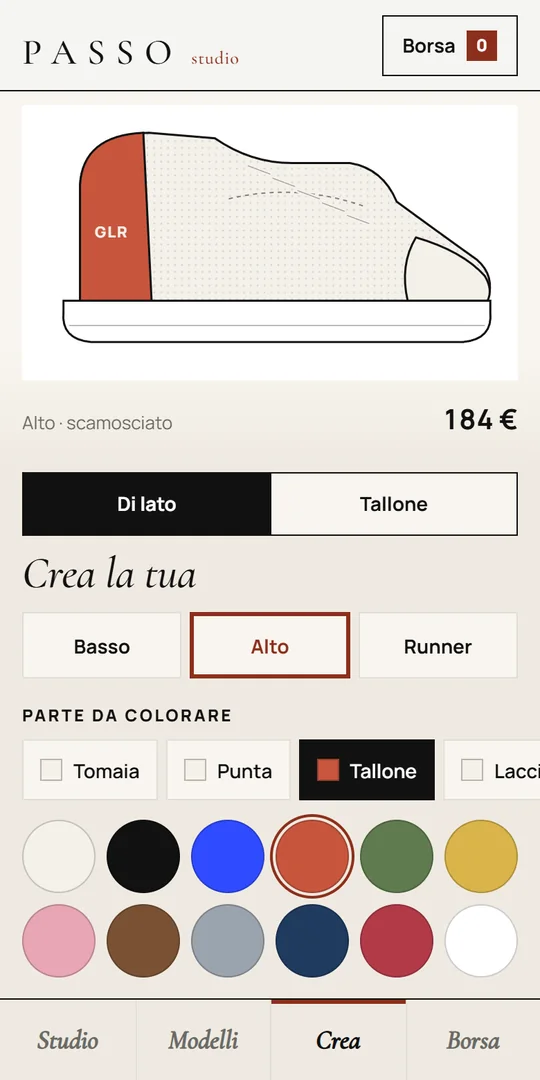 PASSO studio
Borsa 0
GLR
Alto · scamosciato
184 €
Di lato
Tallone
Crea la tua
Basso
Alto
Runner
PARTE DA COLORARE
Tomaia
Punta
Tallone
Lacci
Studio
Modelli
Crea
Borsa